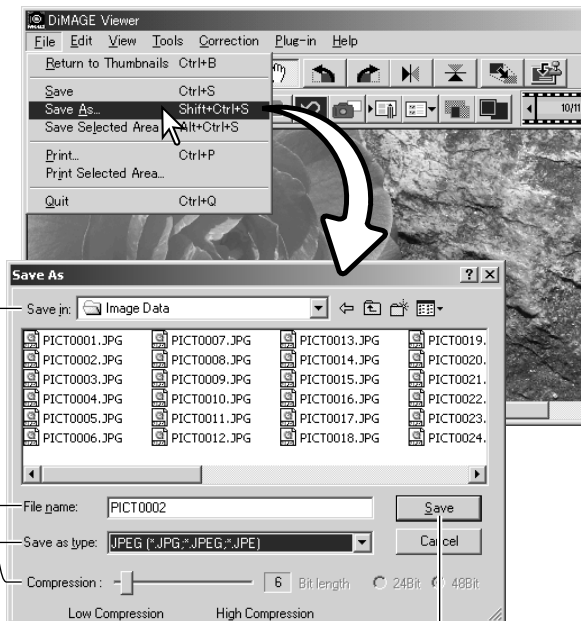 DiMAGE Viewer
File Edit View Tools Correction Plug-in Help
Return to Thumbnails Ctrl+B
Save Ctrl+S
Save As... Shift+Ctrl+S
Save Selected Area Alt+Ctrl+S
Print... Ctrl+P
Print Selected Area...
Quit Ctrl+Q
10/11
Save As
Save in: Image Data
PICT0001.JPG PICT0007.JPG PICT0013.JPG PICT0019.
PICT0002.JPG PICT0008.JPG PICT0014.JPG PICT0020.
PICT0003.JPG PICT0009.JPG PICT0015.JPG PICT0021.
PICT0004.JPG PICT0010.JPG PICT0016.JPG PICT0022.
PICT0005.JPG PICT0011.JPG PICT0017.JPG PICT0023.
PICT0006.JPG PICT0012.JPG PICT0018.JPG PICT0024.
File name: PICT0002 Save
Save as type: JPEG (*.JPG;*.JPEG;*.JPE) Cancel
Compression : 6 Bit length 24Bit 48Bit
Low Compression High Compression